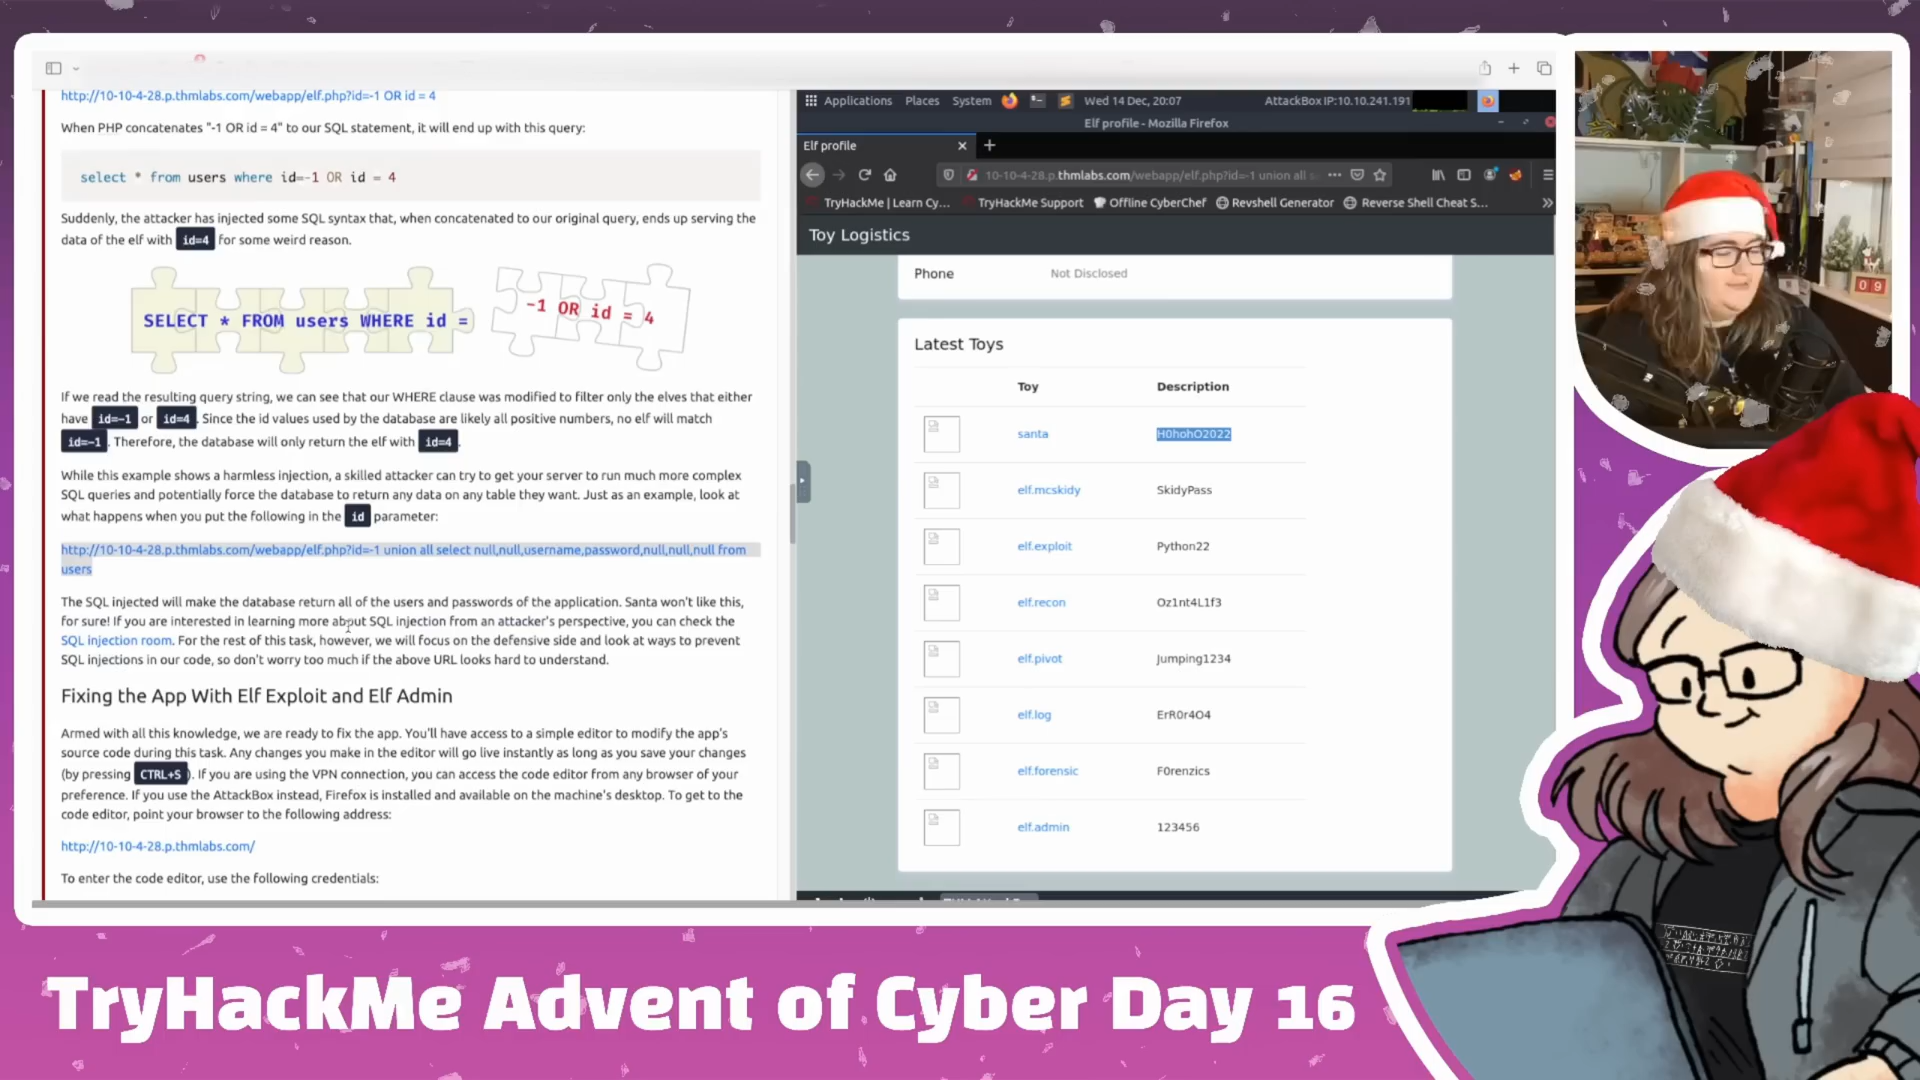 http://10-10-4-28.p.thmlabs.com/webapp/elf.php?id=-1 OR id = 4
When PHP concatenates "-1 OR id = 4" to our SQL statement, it will end up with this query:
select * from users where id=-1 OR id = 4
Suddenly, the attacker has injected some SQL syntax that, when concatenated to our original query, ends up serving the
data of the elf with id=4 for some weird reason.
SELECT * FROM users WHERE id =
-1 OR id = 4
If we read the resulting query string, we can see that our WHERE clause was modified to filter only the elves that either
have id=-1 or id=4. Since the id values used by the database are likely all positive numbers, no elf will match
id=-1. Therefore, the database will only return the elf with id=4.
While this example shows a harmless injection, a skilled attacker can try to get your server to run much more complex
SQL queries and potentially force the database to return any data on any table they want. Just as an example, look at
what happens when you put the following in the id parameter:
http://10-10-4-28.p.thmlabs.com/webapp/elf.php?id=-1 union all select null,null,username,password,null,null,null from
users
The SQL injected will make the database return all of the users and passwords of the application. Santa won't like this,
for sure! If you are interested in learning more about SQL injection from an attacker's perspective, you can check the
SQL injection room. For the rest of this task, however, we will focus on the defensive side and look at ways to prevent
SQL injections in our code, so don't worry too much if the above URL looks hard to understand.
Fixing the App With Elf Exploit and Elf Admin
Armed with all this knowledge, we are ready to fix the app. You'll have access to a simple editor to modify the app's
source code during this task. Any changes you make in the editor will go live instantly as long as you save your changes
(by pressing CTRL+S). If you are using the VPN connection, you can access the code editor from any browser of your
preference. If you use the AttackBox instead, Firefox is installed and available on the machine's desktop. To get to the
code editor, point your browser to the following address:
http://10-10-4-28.p.thmlabs.com/
To enter the code editor, use the following credentials:
Applications Places System Wed 14 Dec, 20:07 AttackBox IP:10.10.241.191
Elf profile - Mozilla Firefox
Elf profile
10-10-4-28.p.thmlabs.com/webapp/elf.php?id=-1 union all s
TryHackMe | Learn Cy... TryHackMe Support Offline CyberChef Revshell Generator Reverse Shell Cheat S...
Toy Logistics
Phone Not Disclosed
Latest Toys
Toy Description
santa H0hohO2022
elf.mcskidy SkidyPass
elf.exploit Python22
elf.recon Oz1nt4L1f3
elf.pivot Jumping1234
elf.log ErR0r4O4
elf.forensic F0renzics
elf.admin 123456
09
TryHackMe Advent of Cyber Day 16